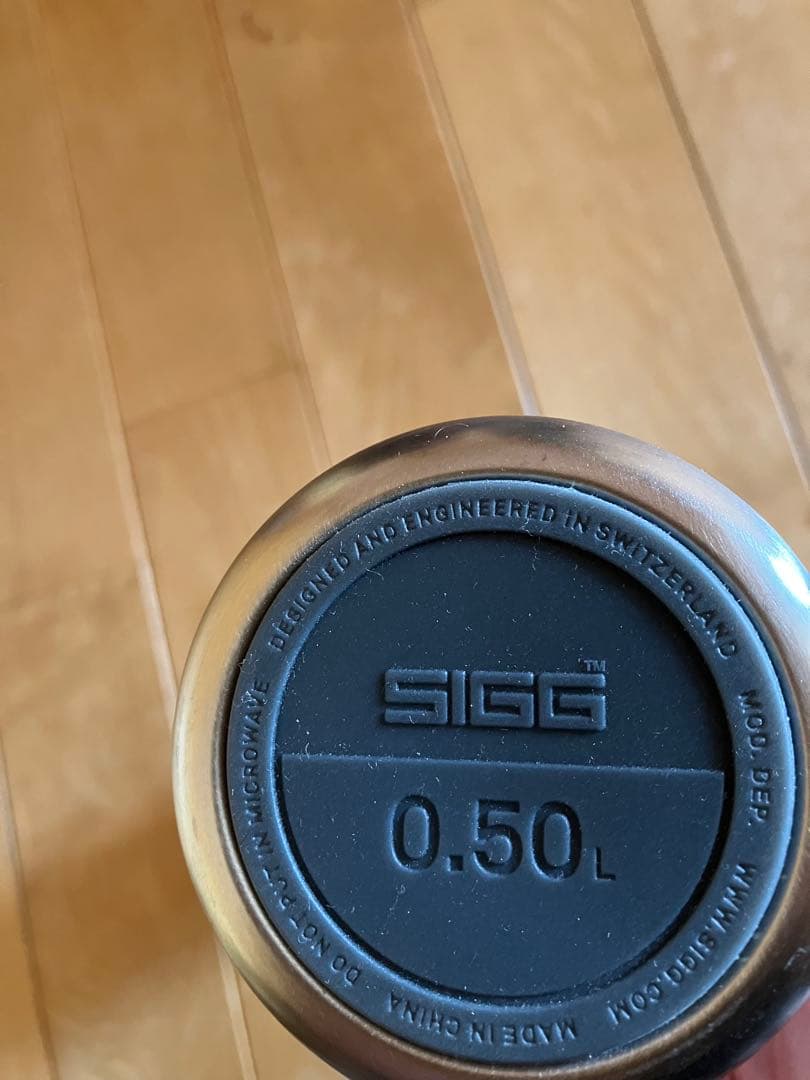 DESIGNED AND ENGINEERED IN SWITZERLAND
MOD. DEP.
WWW.SIGG.COM
MADE IN CHINA
DO NOT PUT IN MICROWAVE
SIGG™
0.50L